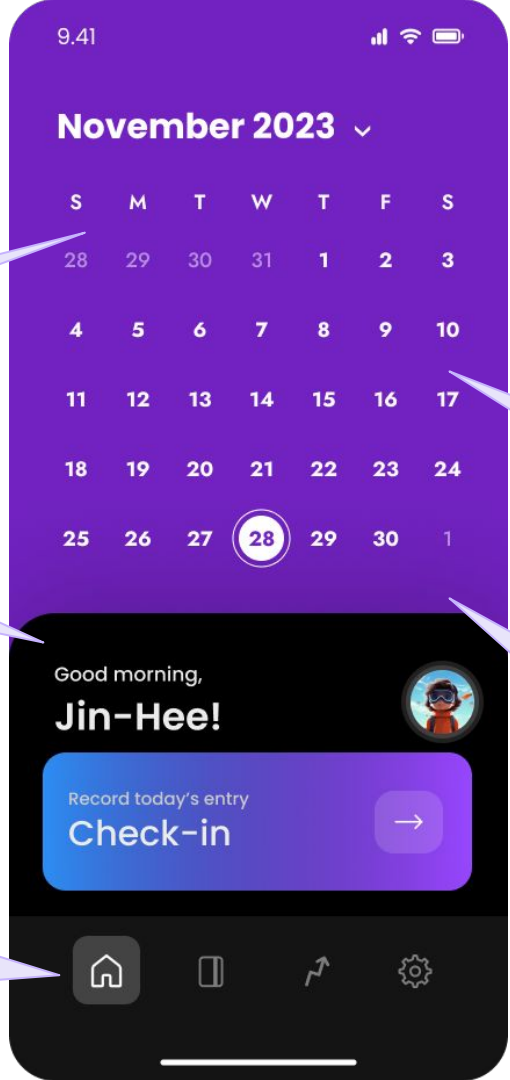 9.41
November 2023
S M T W T F S
28 29 30 31 1 2 3
4 5 6 7 8 9 10
11 12 13 14 15 16 17
18 19 20 21 22 23 24
25 26 27 28 29 30 1
Good morning,
Jin-Hee!
Record today's entry
Check-in